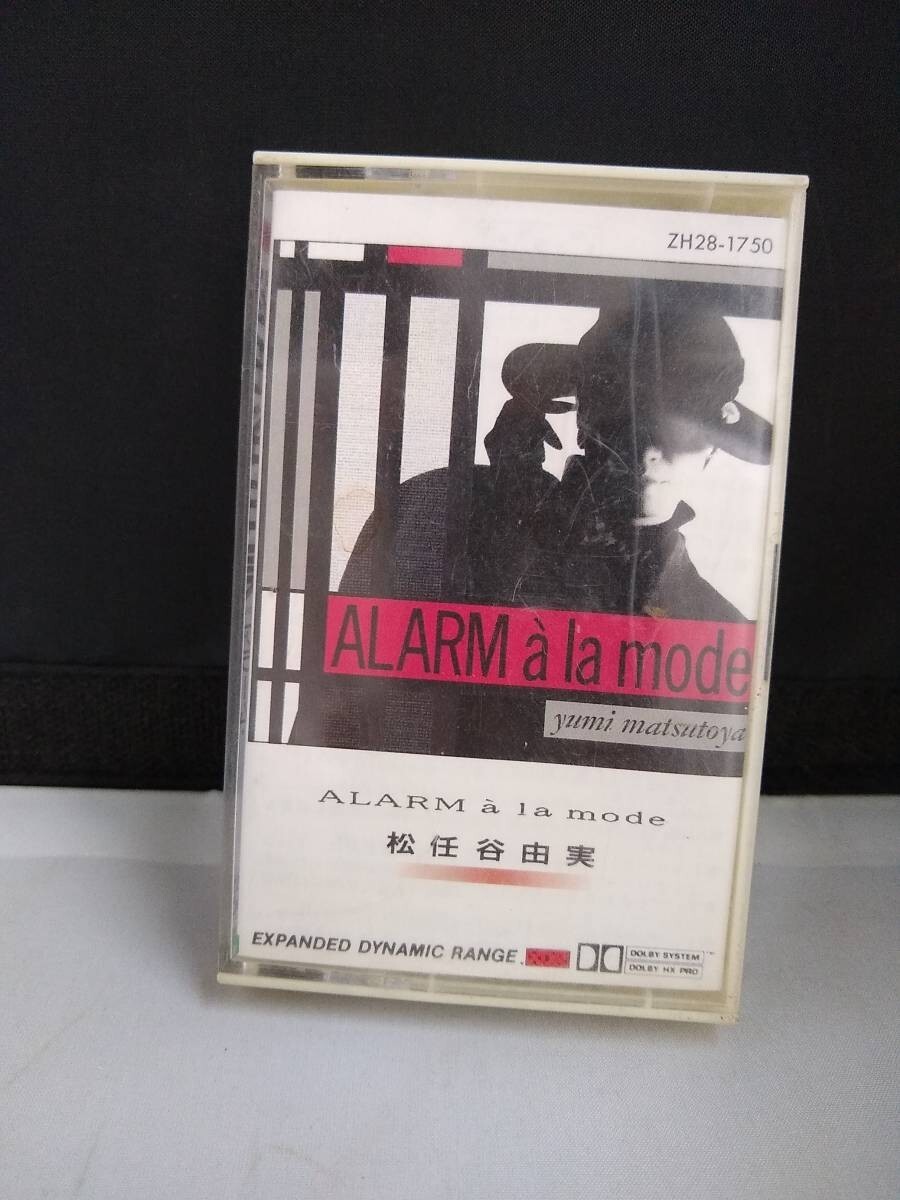 ZH28-1750
ALARM à la mode
yumi matsutoya
ALARM à la mode
松任谷由実
EXPANDED DYNAMIC RANGE
DOLBY SYSTEM
DOLBY HX PRO